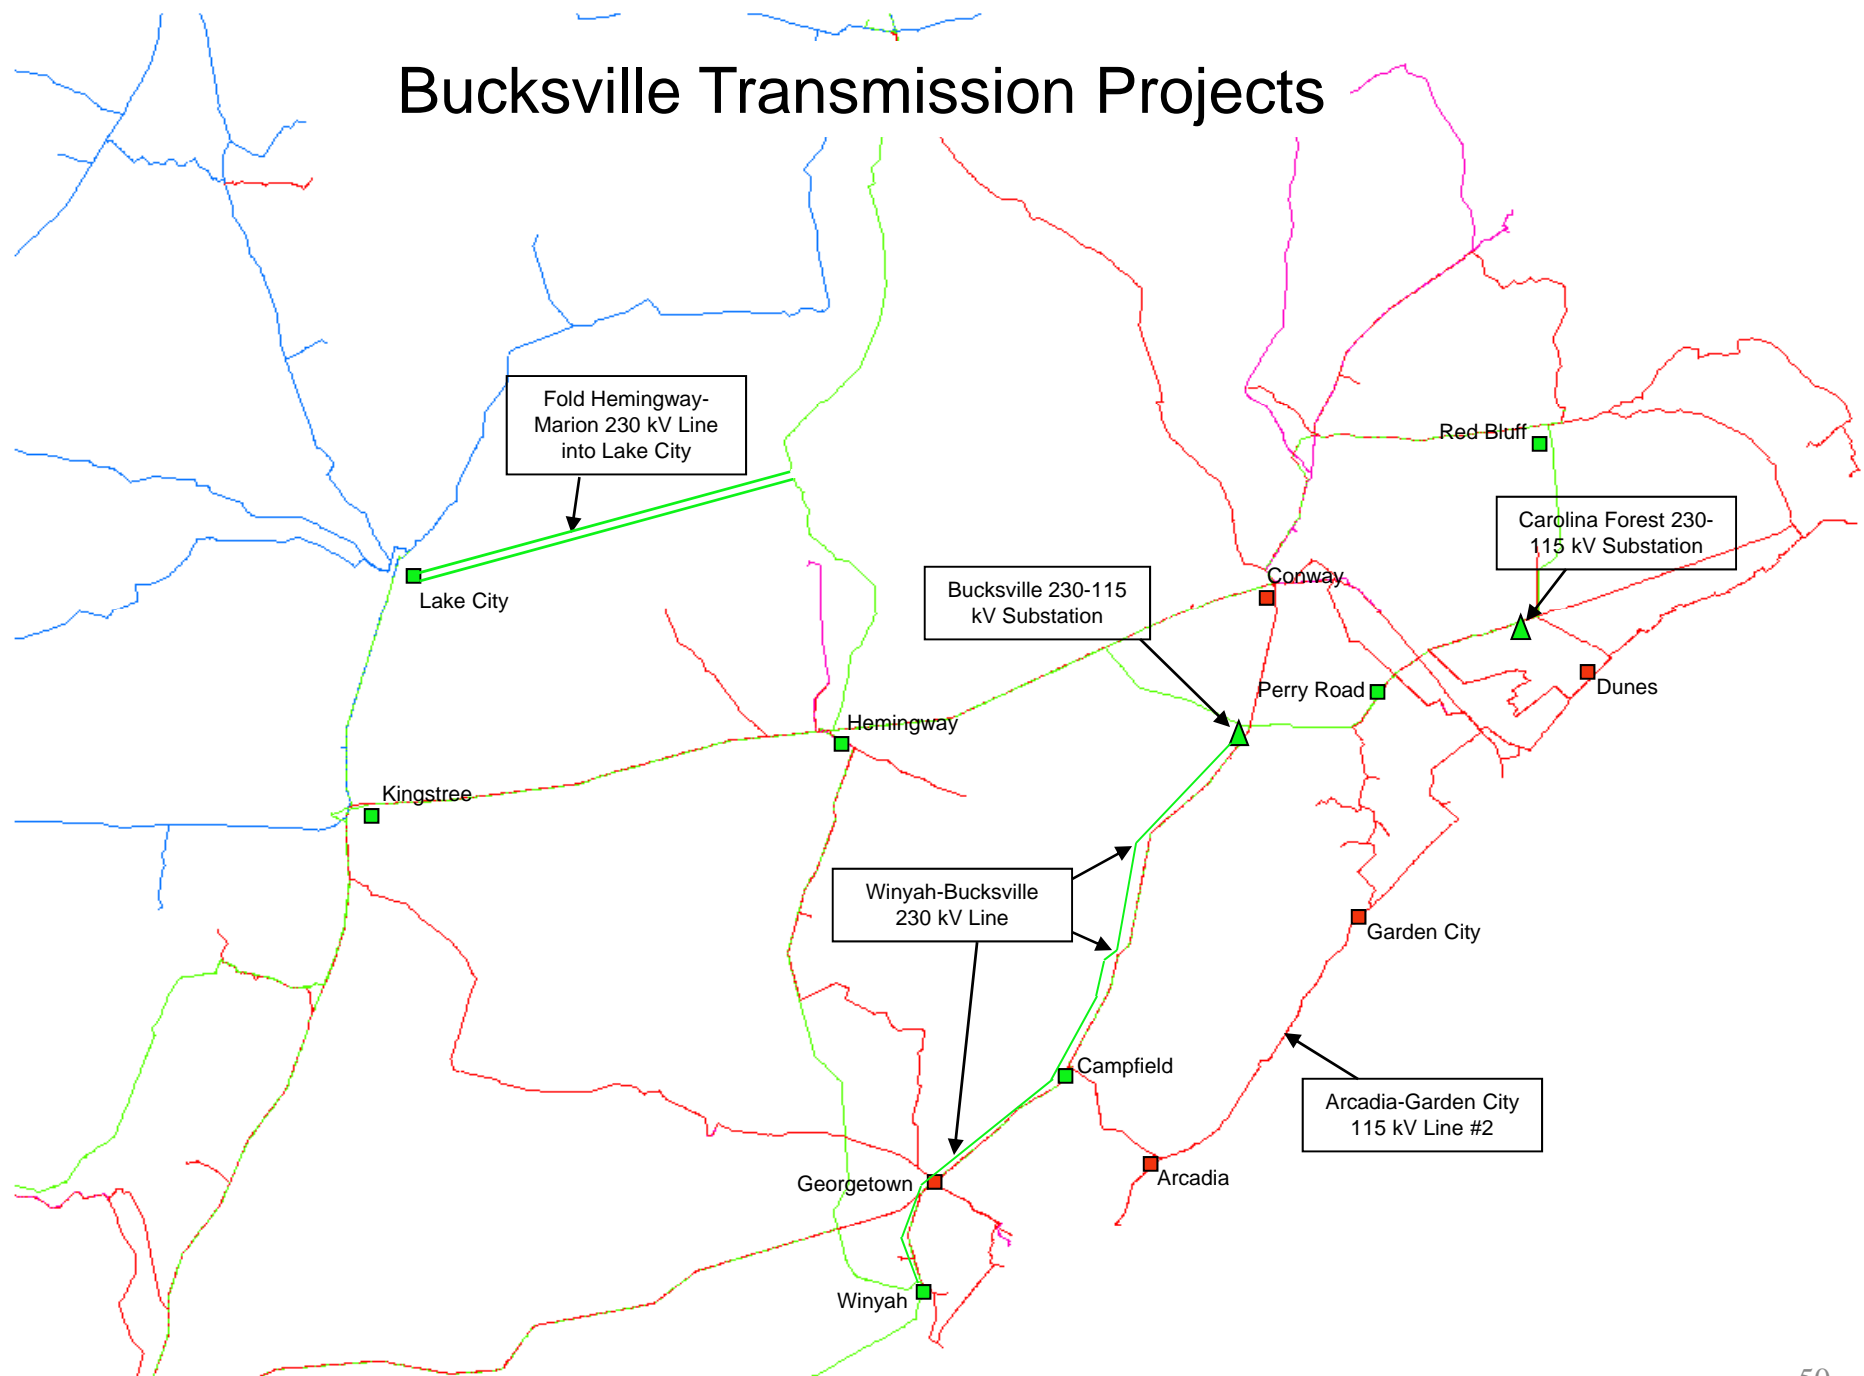 Bucksville Transmission Projects
Fold Hemingway-
Marion 230 kV Line
into Lake City
Red Bluff
Carolina Forest 230-
115 kV Substation
Lake City
Bucksville 230-115
kV Substation
Conway
Perry Road
Dunes
Hemingway
Kingstree
Winyah-Bucksville
230 kV Line
Garden City
Campfield
Arcadia-Garden City
115 kV Line #2
Arcadia
Georgetown
Winyah